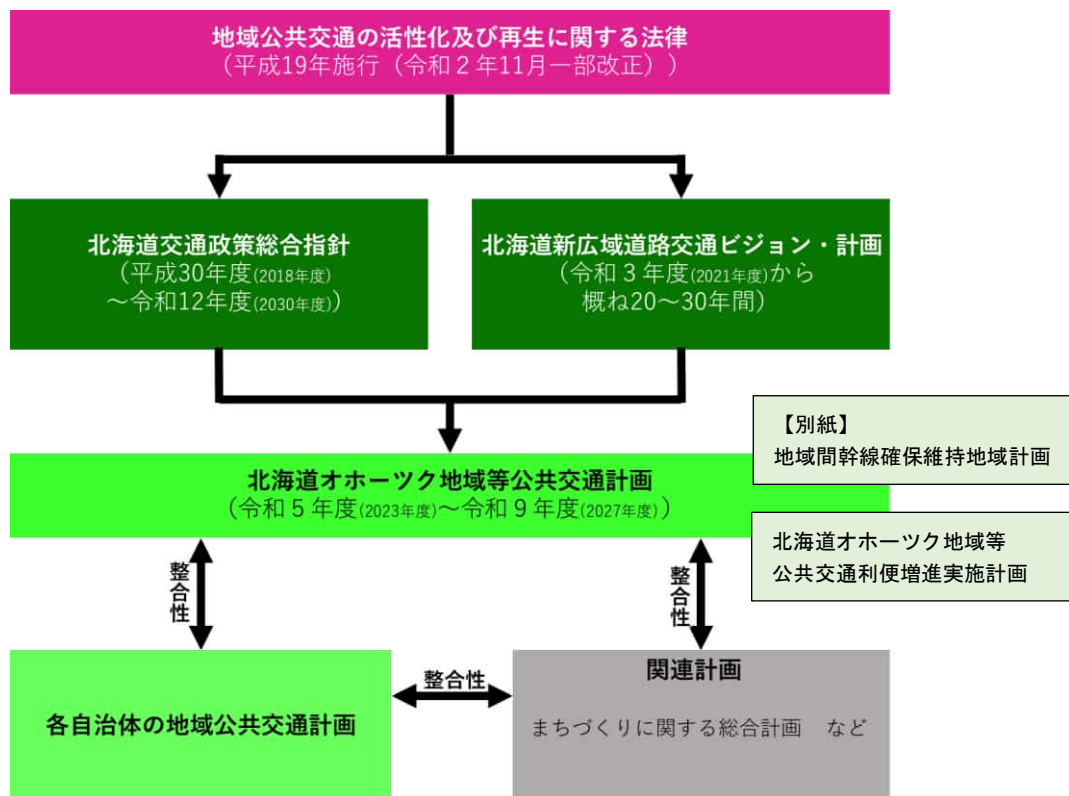 地域公共交通の活性化及び再生に関する法律
（平成19年施行（令和２年11月一部改正））
北海道交通政策総合指針
（平成30年度(2018年度)
～令和12年度(2030年度)）
北海道新広域道路交通ビジョン・計画
（令和３年度(2021年度)から
概ね20～30年間）
【別紙】
地域間幹線確保維持地域計画
北海道オホーツク地域等公共交通計画
（令和５年度(2023年度)～令和９年度(2027年度)）
北海道オホーツク地域等
公共交通利便増進実施計画
整合性
整合性
整合性
各自治体の地域公共交通計画
関連計画
まちづくりに関する総合計画　など